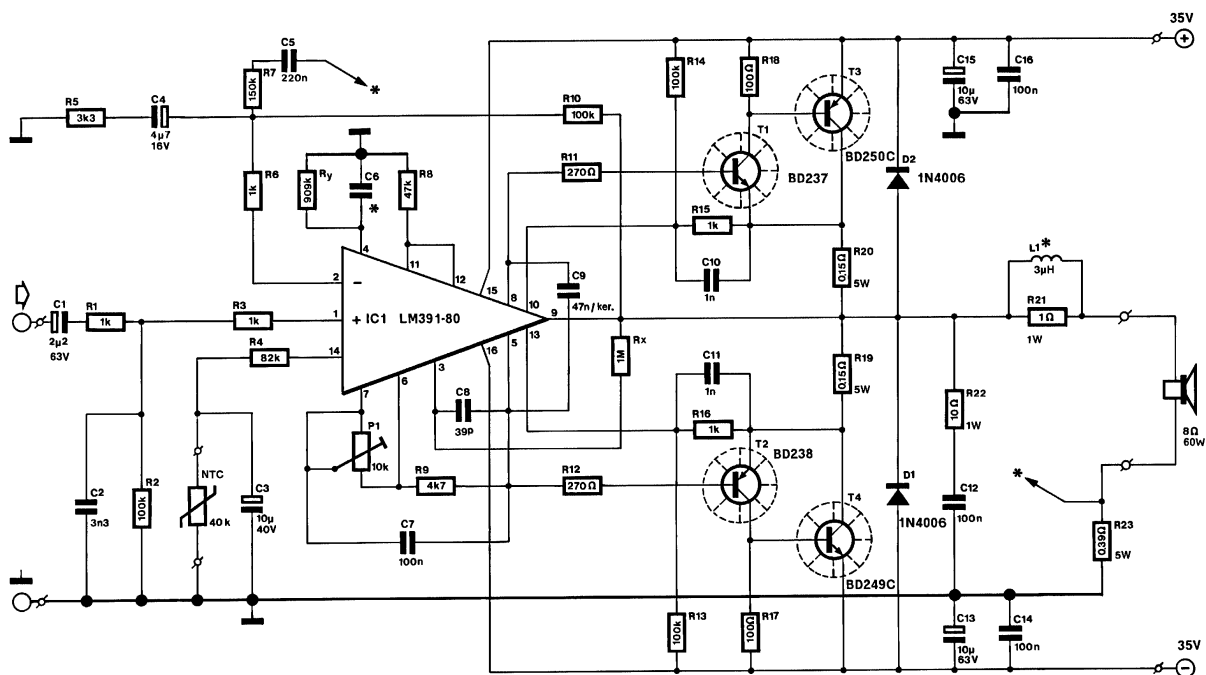 35V
+
C5
220n
R7
150k
*
R5
3k3
C4
4µ7
16V
R10
100k
R14
100k
R18
100Ω
T3
BD250C
C15
10µ
63V
C16
100n
T1
BD237
R11
270Ω
D2
1N4006
R6
1k
Ry
909k
C6
*
R8
47k
R15
1k
C10
1n
R20
0,15Ω
5W
L1*
3µH
R21
1Ω
1W
4
11
12
15
8
10
C9
47n/ker.
2
−
C1
2µ2
63V
R1
1k
R3
1k
1
+ IC1 LM391-80
9
13
5
16
R4
82k
14
3
6
7
Rx
1M
C11
1n
R19
0,15Ω
5W
R16
1k
C8
39p
P1
10k
T2
BD238
R22
10Ω
1W
8Ω
60W
R9
4k7
R12
270Ω
T4
BD249C
D1
1N4006
C12
100n
*
R23
0,39Ω
5W
C2
3n3
R2
100k
NTC
40k
C3
10µ
40V
C7
100n
R13
100k
R17
100Ω
C13
10µ
63V
C14
100n
35V
−